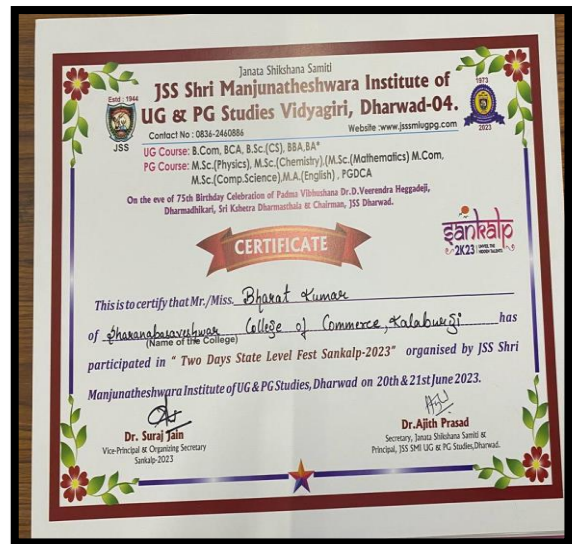 Janata Shikshana Samiti
JSS Shri Manjunatheshwara Institute of
UG & PG Studies Vidyagiri, Dharwad-04.
Estd : 1944
JSS
1973
2023
Contact No : 0836-2460886
Website :www.jsssmiugpg.com
UG Course: B.Com, BCA, B.Sc.(CS), BBA,BA*
PG Course: M.Sc.(Physics), M.Sc.(Chemistry),(M.Sc.(Mathematics) M.Com,
M.Sc.(Comp.Science),M.A.(English) , PGDCA
On the eve of 75th Birthday Celebration of Padma Vibhushana Dr.D.Veerendra Heggadeji,
Dharmadhikari, Sri Kshetra Dharmasthala & Chairman, JSS Dharwad.
sankalp
2K23 UNVEIL THE
HIDDEN TALENTS
CERTIFICATE
This is to certify that Mr./Miss. Bharat Kumar
of Sharanabasaveshwar College of Commerce, Kalaburgi has
(Name of the College)
participated in “ Two Days State Level Fest Sankalp-2023” organised by JSS Shri
Manjunatheshwara Institute of UG & PG Studies, Dharwad on 20th & 21st June 2023.
Dr. Suraj Jain
Vice-Principal & Organizing Secretary
Sankalp-2023
Dr.Ajith Prasad
Secretary, Janata Shikshana Samiti &
Principal, JSS SMI UG & PG Studies,Dharwad.